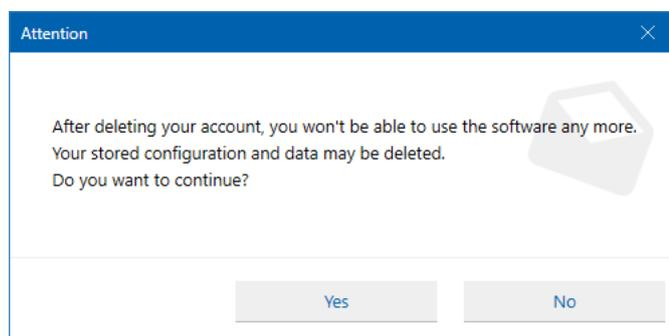 Attention
After deleting your account, you won't be able to use the software any more.
Your stored configuration and data may be deleted.
Do you want to continue?
Yes
No